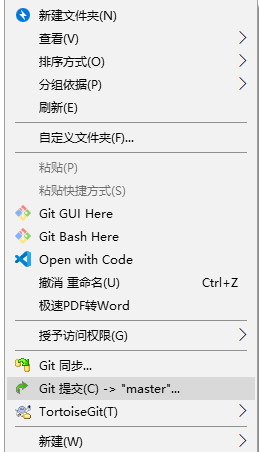 新建文件夹(N)
查看(V)
排序方式(O)
分组依据(P)
刷新(E)
自定义文件夹(F)...
粘贴(P)
粘贴快捷方式(S)
Git GUI Here
Git Bash Here
Open with Code
撤消 重命名(U) Ctrl+Z
极速PDF转Word
授予访问权限(G)
Git 同步...
Git 提交(C) -> "master"...
TortoiseGit(T)
新建(W)